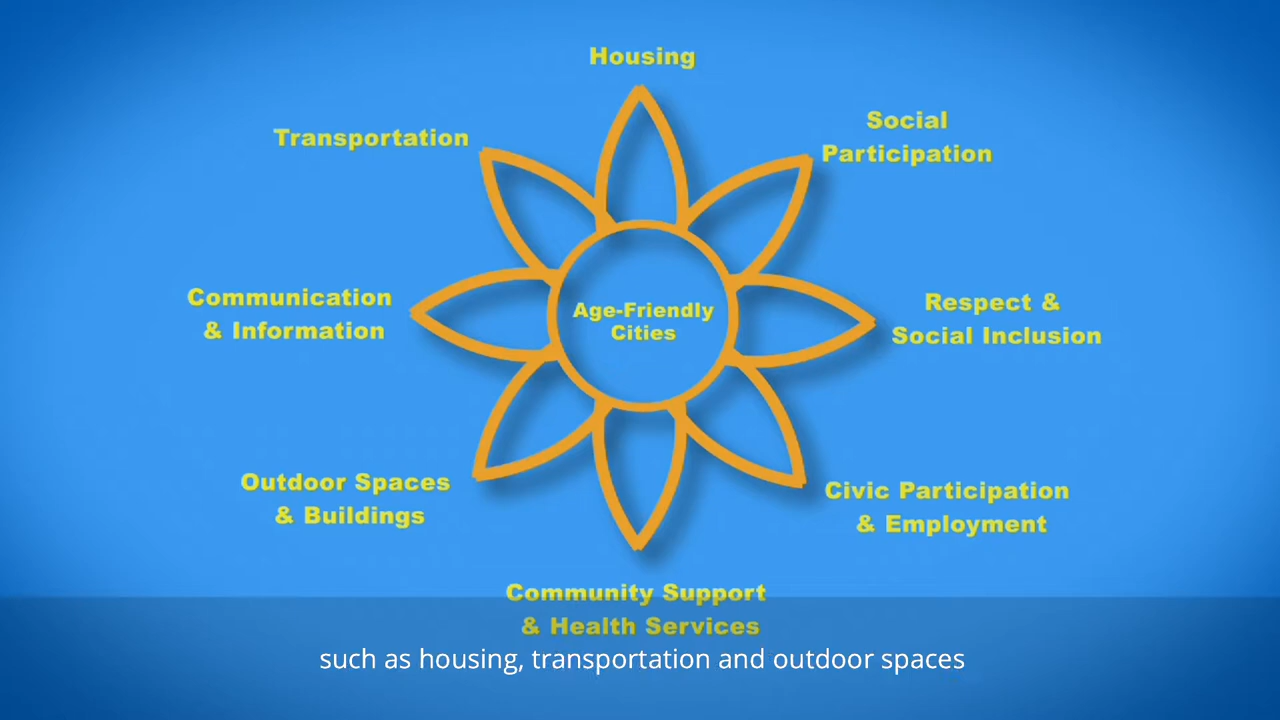 Housing
Transportation
Social
Participation
Communication
& Information
Age-Friendly
Cities
Respect &
Social Inclusion
Outdoor Spaces
& Buildings
Civic Participation
& Employment
Community Support
& Health Services
such as housing, transportation and outdoor spaces